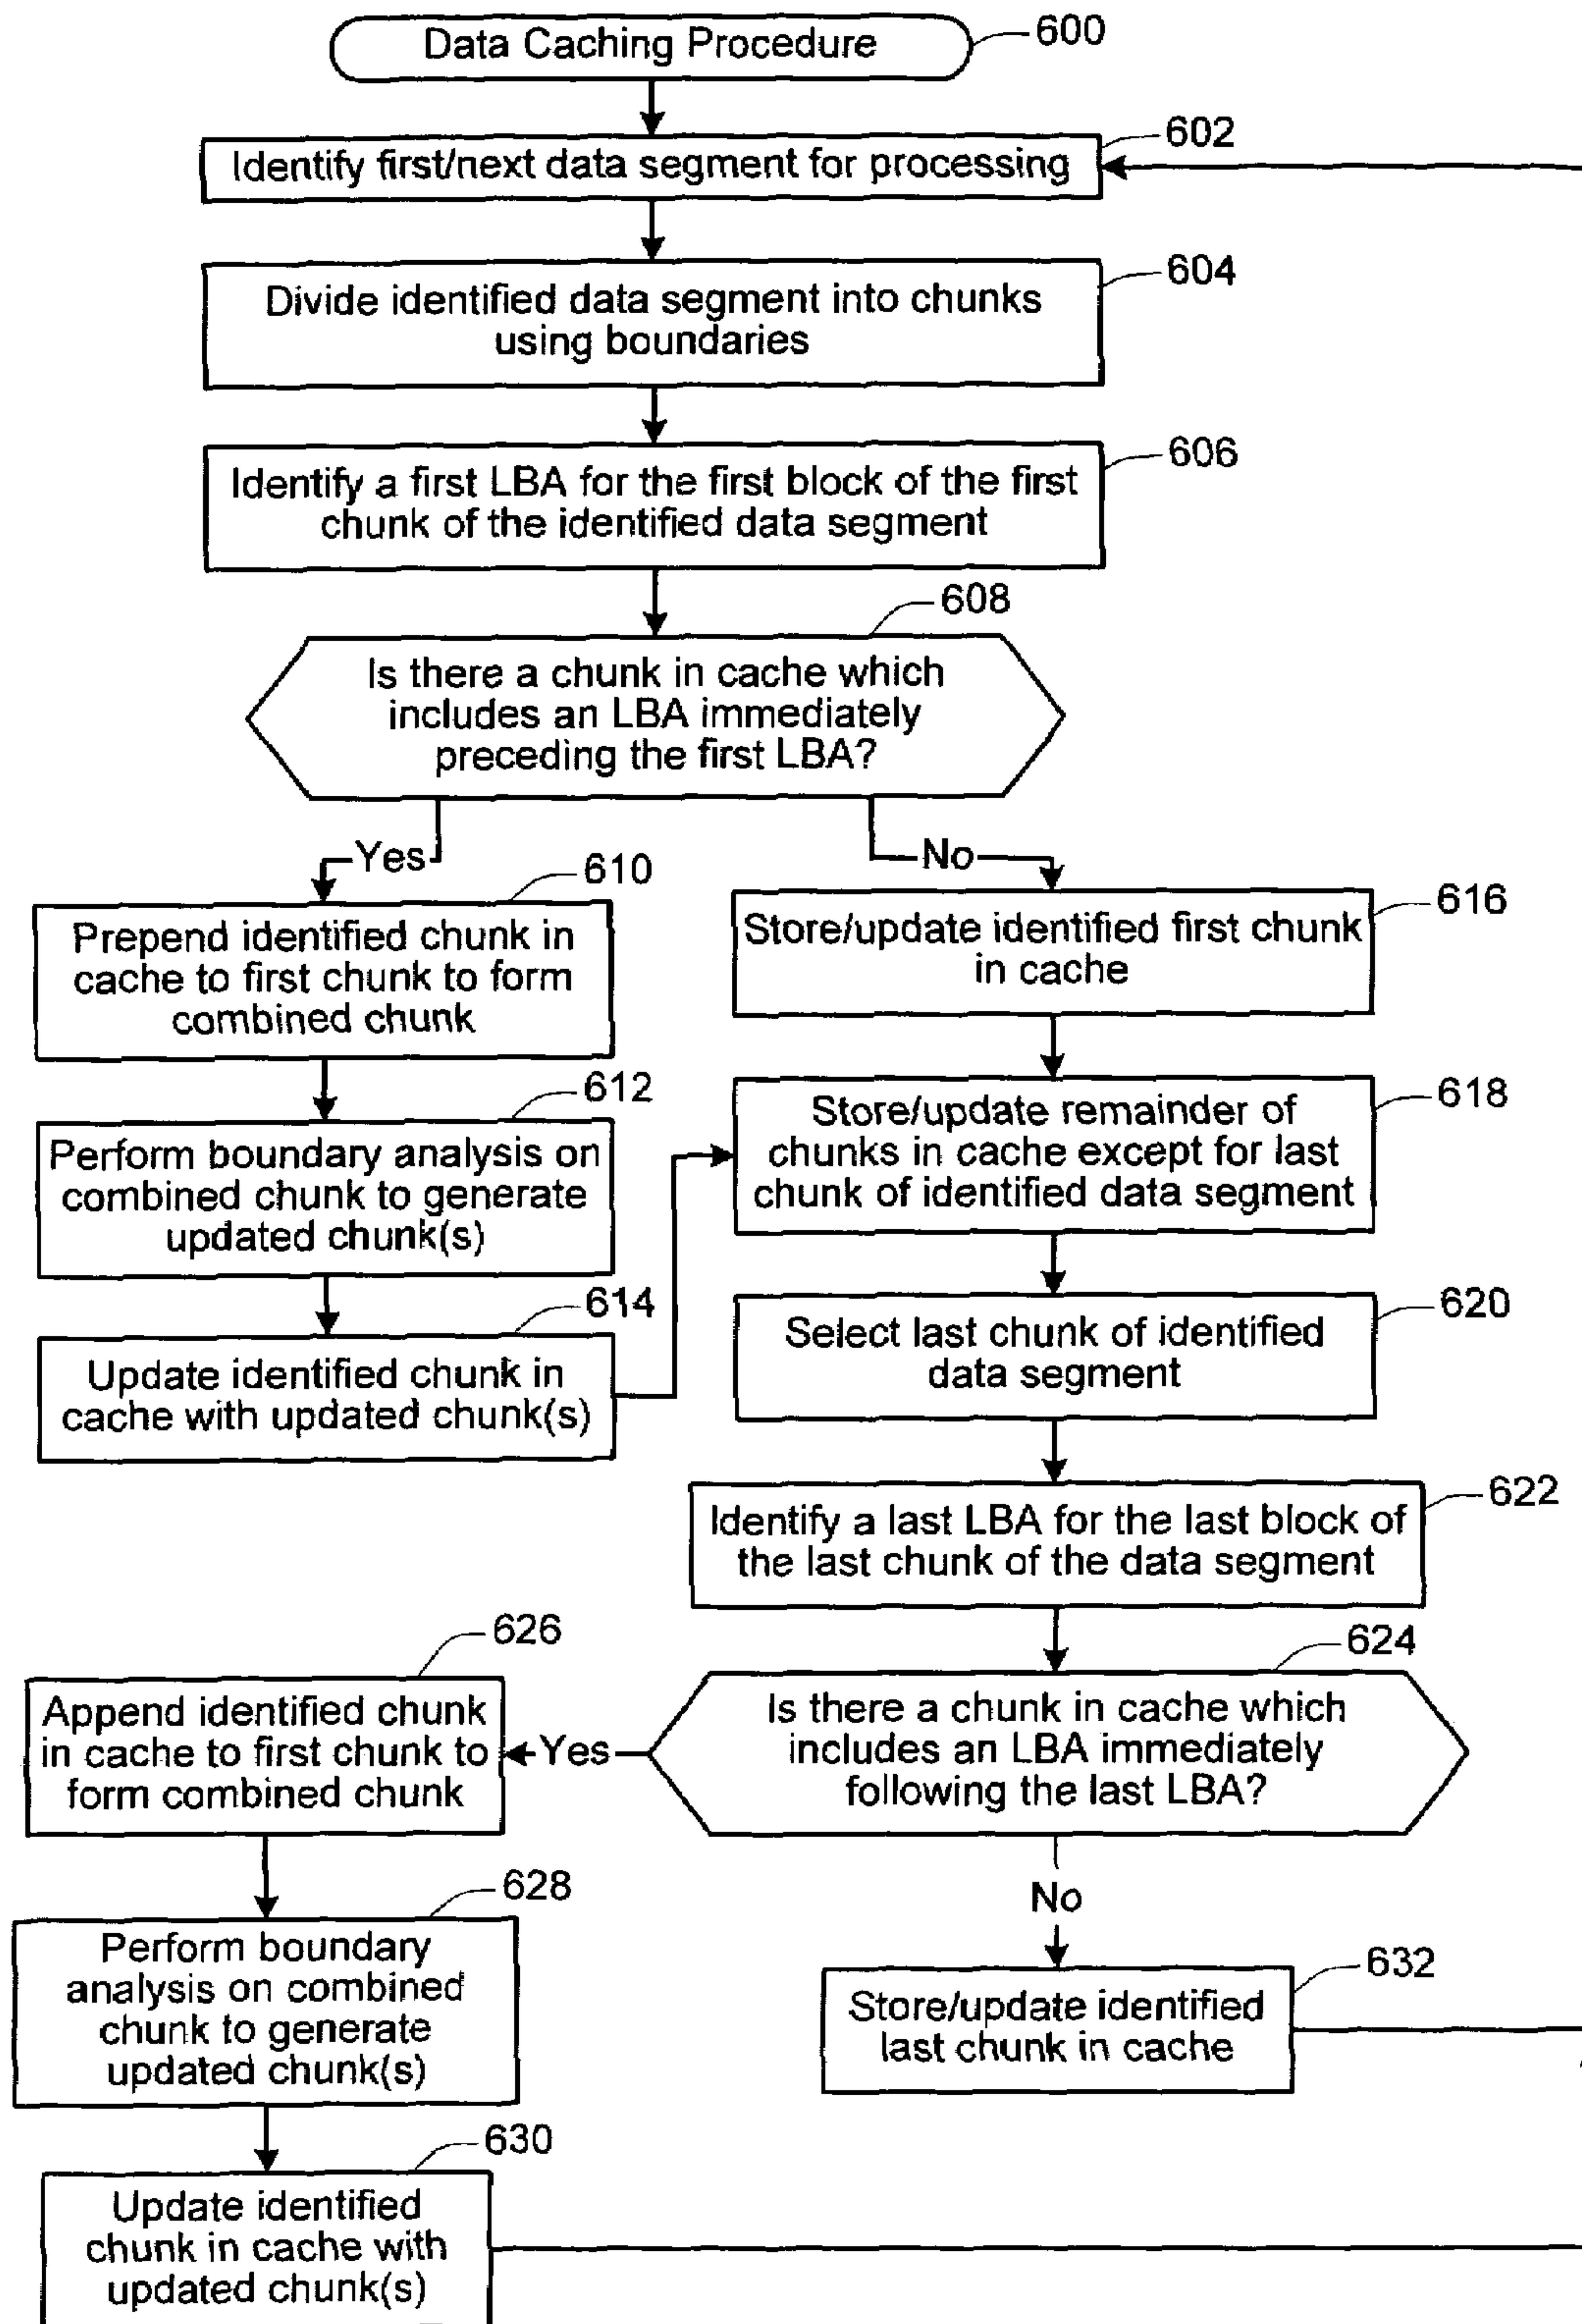 Data Caching Procedure
600
Identify first/next data segment for processing
602
Divide identified data segment into chunks
using boundaries
604
Identify a first LBA for the first block of the first
chunk of the identified data segment
606
608
Is there a chunk in cache which
includes an LBA immediately
preceding the first LBA?
Yes
No
610
Prepend identified chunk in
cache to first chunk to form
combined chunk
612
Perform boundary analysis on
combined chunk to generate
updated chunk(s)
614
Update identified chunk in
cache with updated chunk(s)
616
Store/update identified first chunk
in cache
618
Store/update remainder of
chunks in cache except for last
chunk of identified data segment
620
Select last chunk of identified
data segment
622
Identify a last LBA for the last block of
the last chunk of the data segment
624
Is there a chunk in cache which
includes an LBA immediately
following the last LBA?
Yes
No
626
Append identified chunk
in cache to first chunk to
form combined chunk
628
Perform boundary
analysis on combined
chunk to generate
updated chunk(s)
630
Update identified
chunk in cache with
updated chunk(s)
632
Store/update identified
last chunk in cache